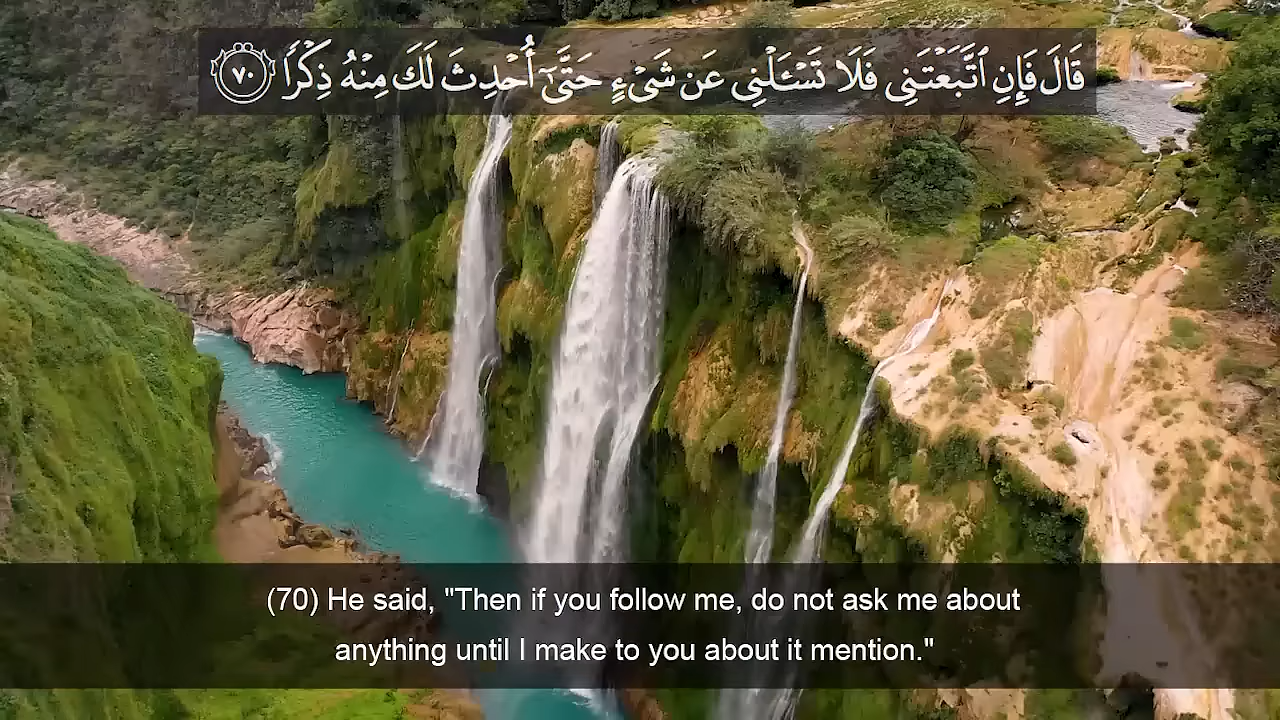 قَالَ فَإِنِ ٱتَّبَعْتَنِى فَلَا تَسْـَٔلْنِى عَن شَىْءٍ حَتَّىٰٓ أُحْدِثَ لَكَ مِنْهُ ذِكْرًا ٧٠
(70) He said, "Then if you follow me, do not ask me about
anything until I make to you about it mention."